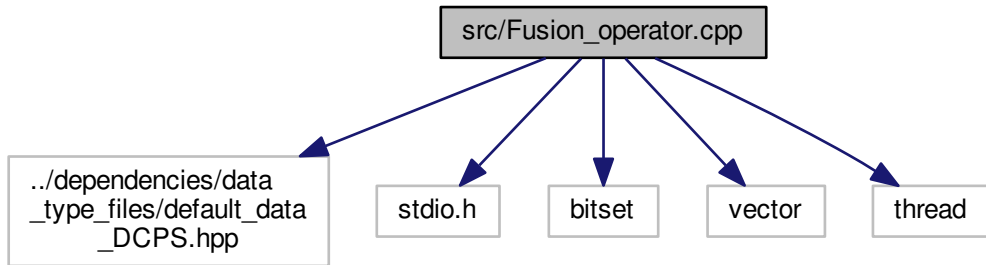 src/Fusion_operator.cpp
../dependencies/data
_type_files/default_data
_DCPS.hpp
stdio.h
bitset
vector
thread